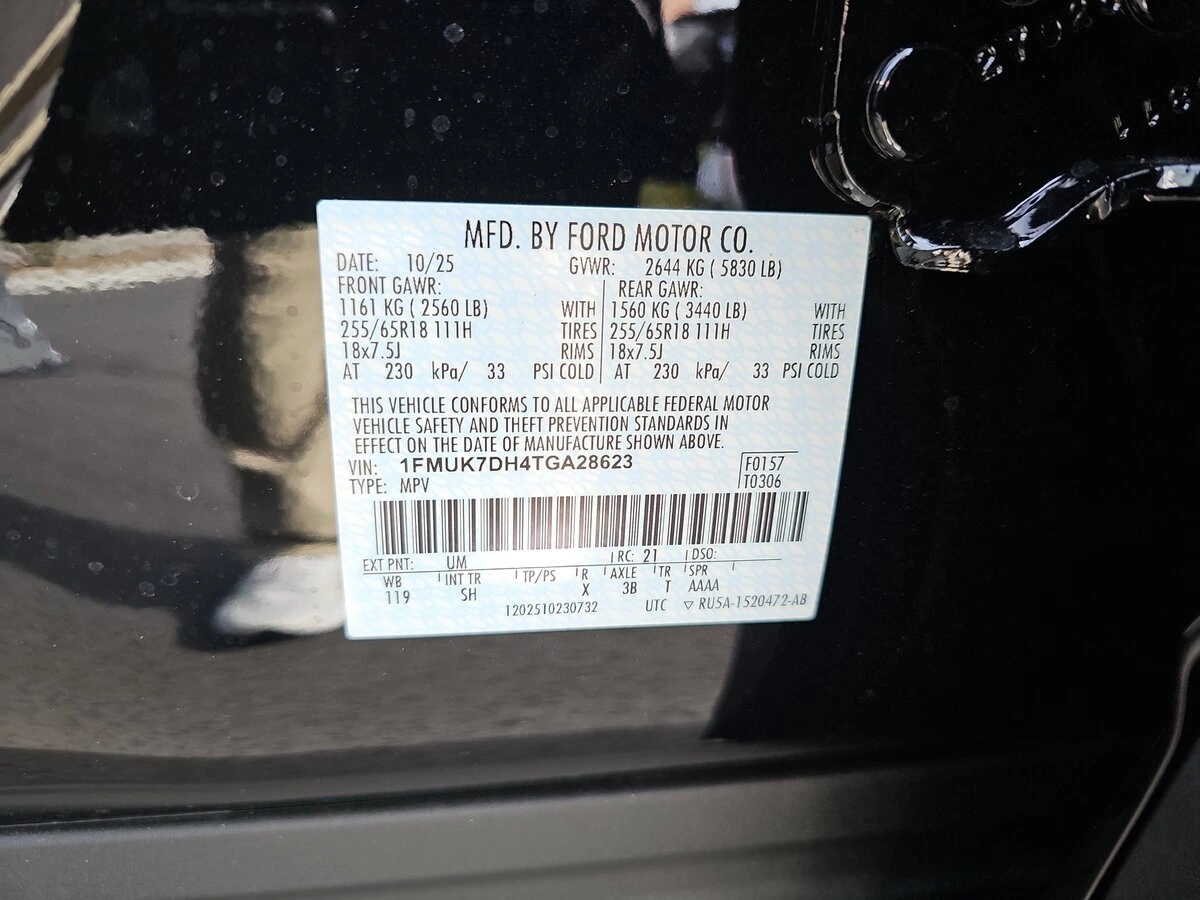 MFD. BY FORD MOTOR CO.
DATE: 10/25 GVWR: 2644 KG ( 5830 LB)
FRONT GAWR: REAR GAWR:
1161 KG ( 2560 LB) WITH 1560 KG ( 3440 LB) WITH
255/65R18 111H TIRES 255/65R18 111H TIRES
18x7.5J RIMS 18x7.5J RIMS
AT 230 kPa/ 33 PSI COLD AT 230 kPa/ 33 PSI COLD
THIS VEHICLE CONFORMS TO ALL APPLICABLE FEDERAL MOTOR
VEHICLE SAFETY AND THEFT PREVENTION STANDARDS IN
EFFECT ON THE DATE OF MANUFACTURE SHOWN ABOVE.
VIN: 1FMUK7DH4TGA28623 F0157
TYPE: MPV T0306
EXT PNT: UM RC: 21 DSO:
WB INT TR TP/PS R AXLE TR SPR
119 SH X 3B T AAAA
1202510230732 UTC ▽ RU5A-1520472-AB